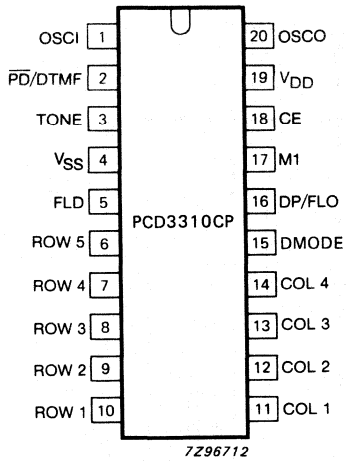 OSCI 1 20 OSCO
P̅D̅/DTMF 2 19 VDD
TONE 3 18 CE
VSS 4 17 M1
FLD 5 16 DP/FLO
PCD3310CP
ROW 5 6 15 DMODE
ROW 4 7 14 COL 4
ROW 3 8 13 COL 3
ROW 2 9 12 COL 2
ROW 1 10 11 COL 1
7Z96712